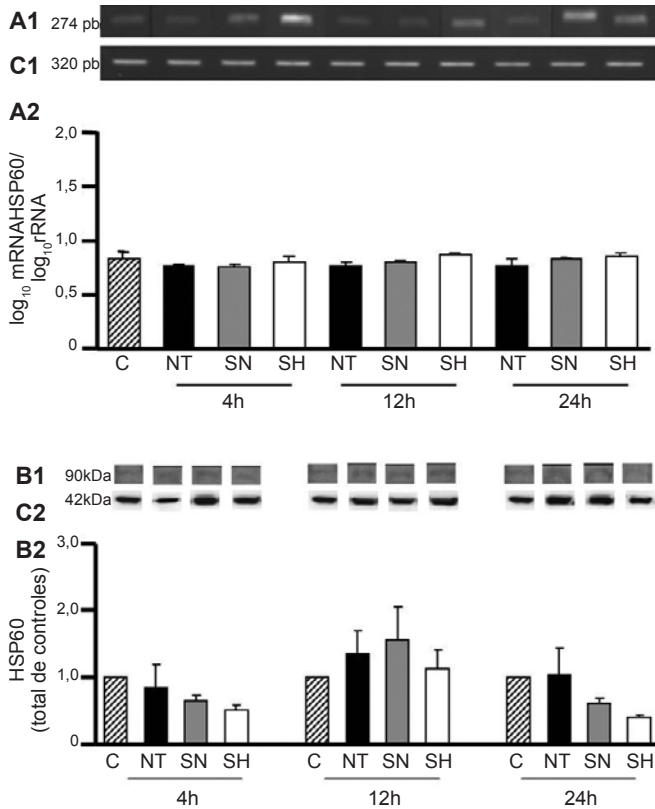 A1 274 pb
C1 320 pb
A2
log₁₀ mRNAHSP60/
log₁₀rRNA
2,0
1,5
1,0
0,5
0
C NT SN SH NT SN SH NT SN SH
4h 12h 24h
B1 90kDa
C2 42kDa
B2
HSP60
(total de controles)
3,0
2,0
1,0
0
C NT SN SH C NT SN SH C NT SN SH
4h 12h 24h